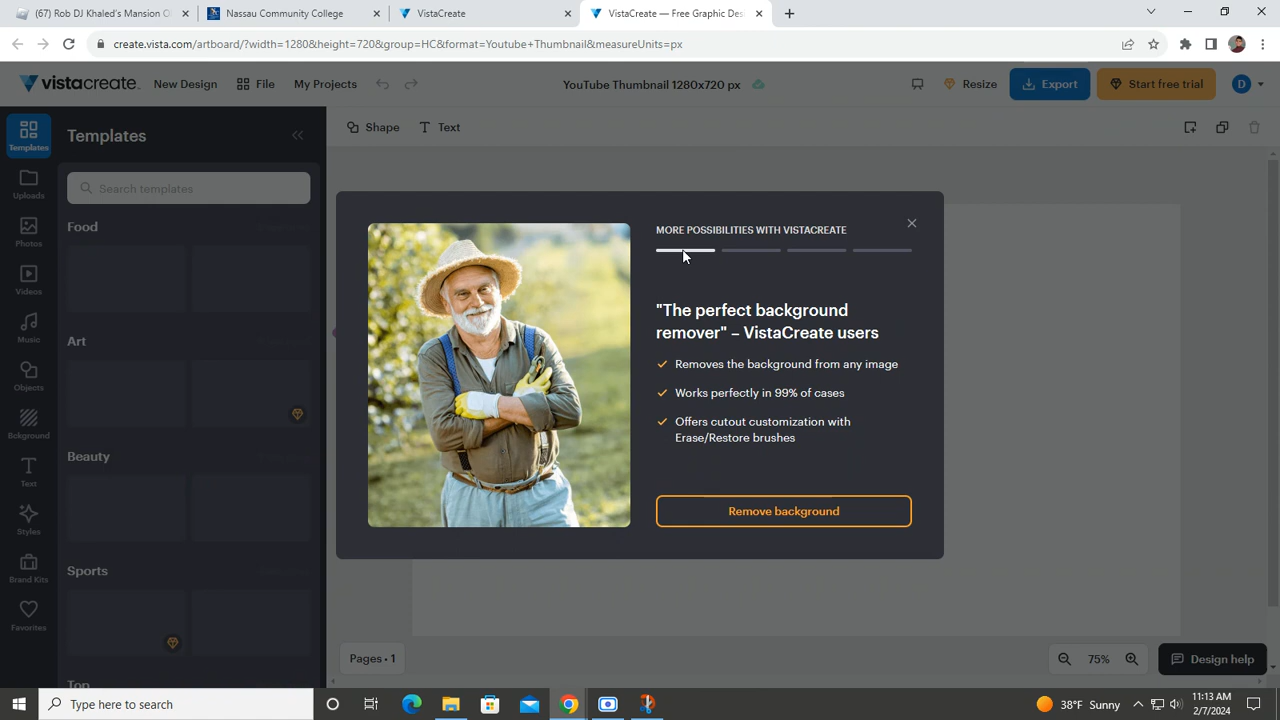 (67) Rob DJ Khaled's Mansion O
Nassau Community College
VistaCreate
VistaCreate — Free Graphic Desi
create.vista.com/artboard/?width=1280&height=720&group=HC&format=Youtube+Thumbnail&measureUnits=px
vistacreate
New Design
File
My Projects
YouTube Thumbnail 1280x720 px
Resize
Export
Start free trial
D
Templates
Uploads
Photos
Videos
Music
Objects
Bckground
Text
Styles
Brand Kits
Favorites
Templates
Search templates
Food
Art
Beauty
Sports
Top
Shape
Text
MORE POSSIBILITIES WITH VISTACREATE
"The perfect background
remover" – VistaCreate users
Removes the background from any image
Works perfectly in 99% of cases
Offers cutout customization with
Erase/Restore brushes
Remove background
Pages • 1
75%
Design help
Type here to search
38°F Sunny
11:13 AM
2/7/2024